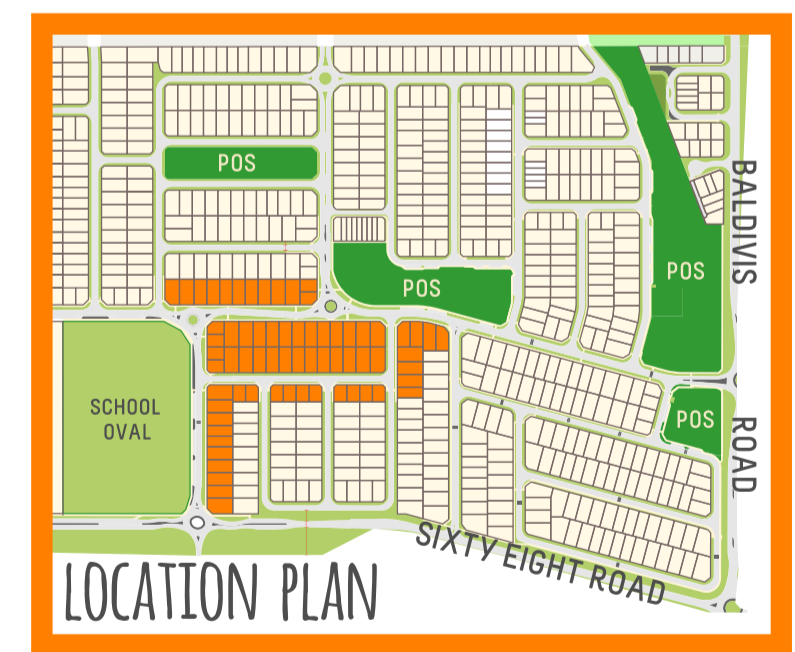 POS
BALDIVIS
POS
POS
SCHOOL
OVAL
POS
ROAD
SIXTY EIGHT ROAD
LOCATION PLAN